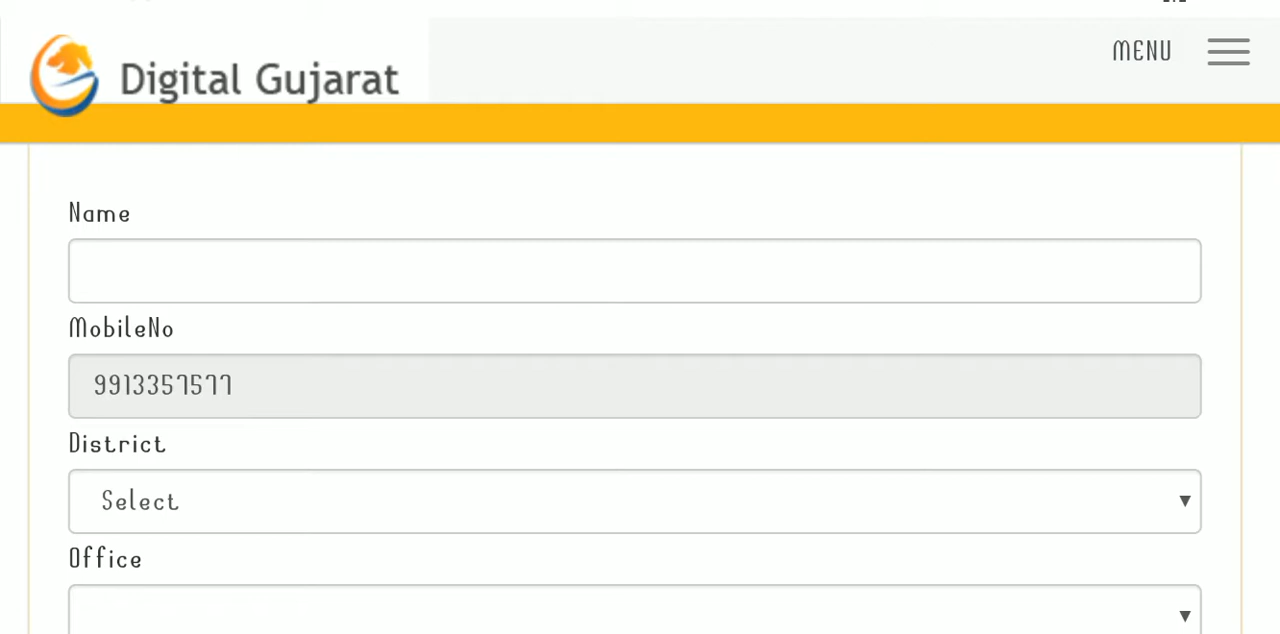 Digital Gujarat
MENU
Name
MobileNo
9913357577
District
Select
Office